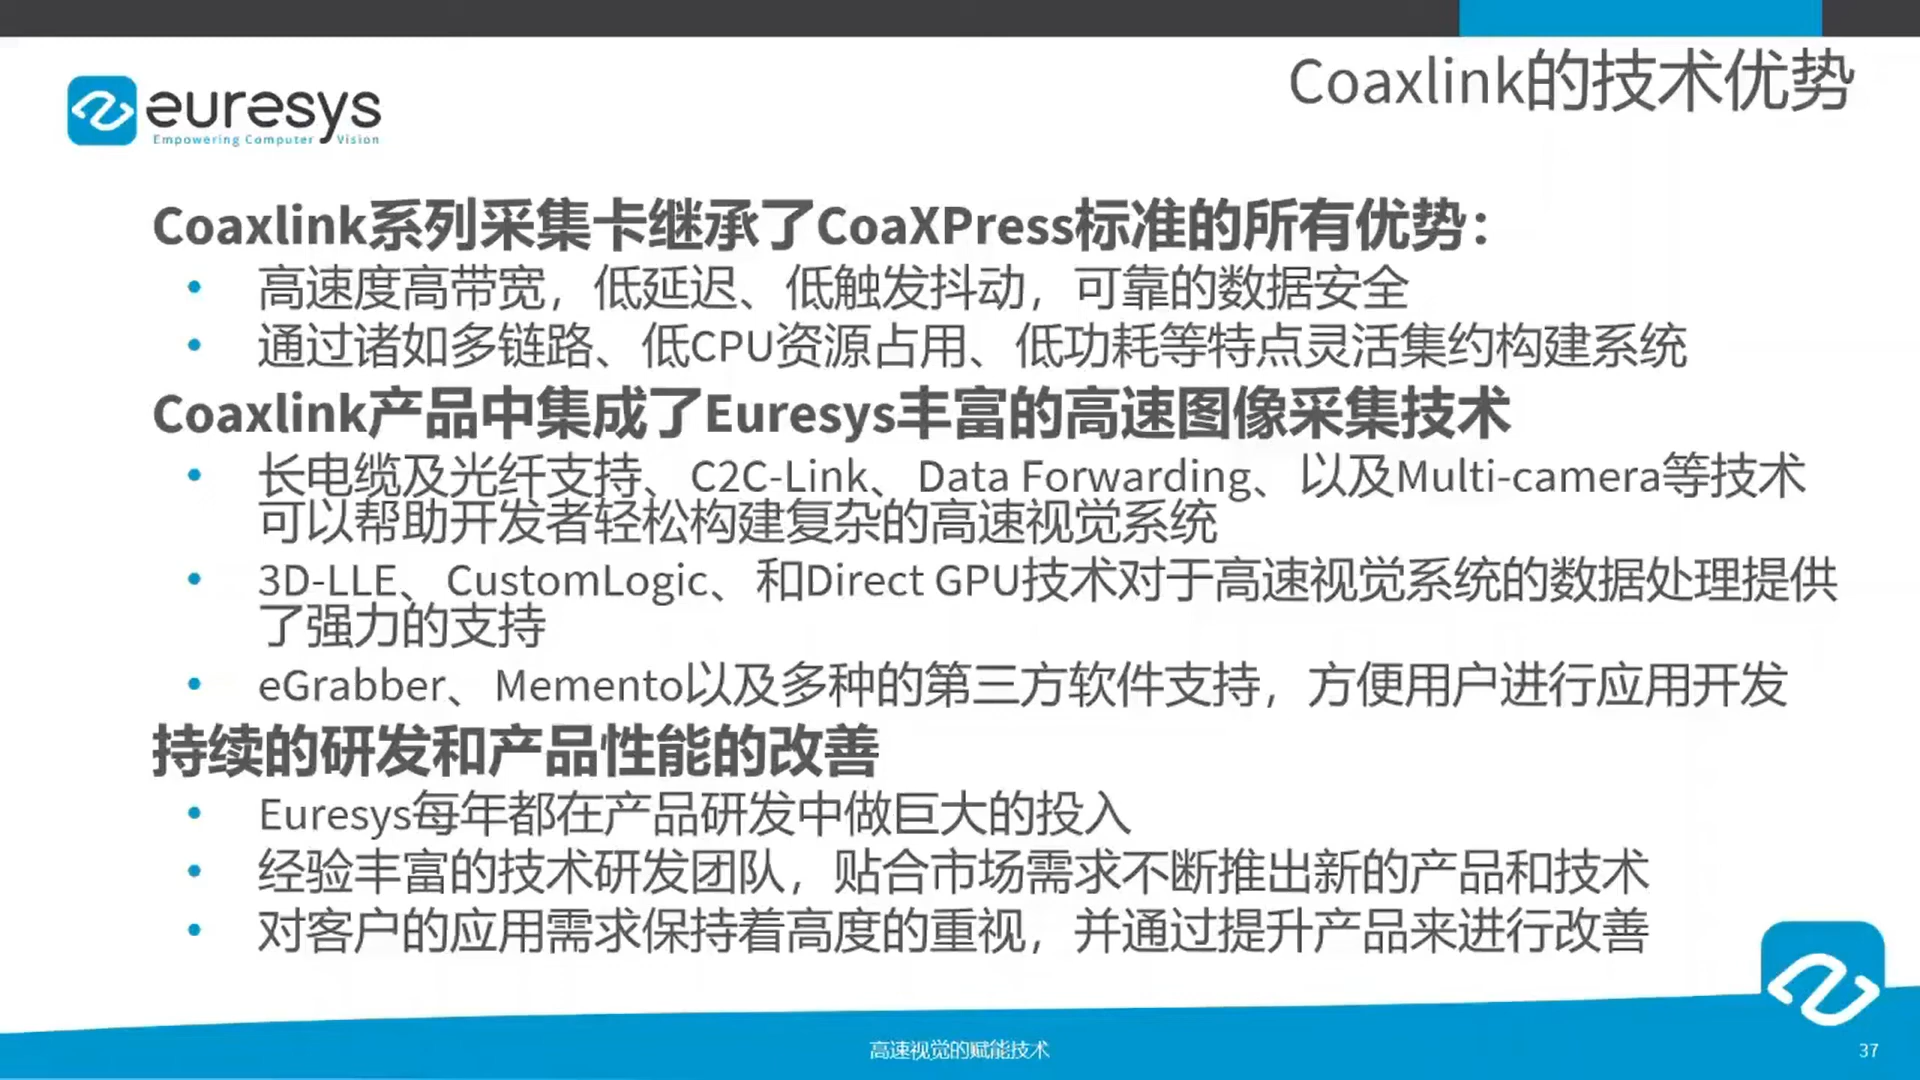 Coaxlink的技术优势
euresys
Empowering Computer Vision
Coaxlink系列采集卡继承了CoaXPress标准的所有优势：
• 高速度高带宽，低延迟、低触发抖动，可靠的数据安全
• 通过诸如多链路、低CPU资源占用、低功耗等特点灵活集约构建系统
Coaxlink产品中集成了Euresys丰富的高速图像采集技术
• 长电缆及光纤支持、C2C-Link、Data Forwarding、以及Multi-camera等技术
可以帮助开发者轻松构建复杂的高速视觉系统
• 3D-LLE、CustomLogic、和Direct GPU技术对于高速视觉系统的数据处理提供
了强力的支持
• eGrabber、Memento以及多种的第三方软件支持，方便用户进行应用开发
持续的研发和产品性能的改善
• Euresys每年都在产品研发中做巨大的投入
• 经验丰富的技术研发团队，贴合市场需求不断推出新的产品和技术
• 对客户的应用需求保持着高度的重视，并通过提升产品来进行改善
高速视觉的赋能技术
37